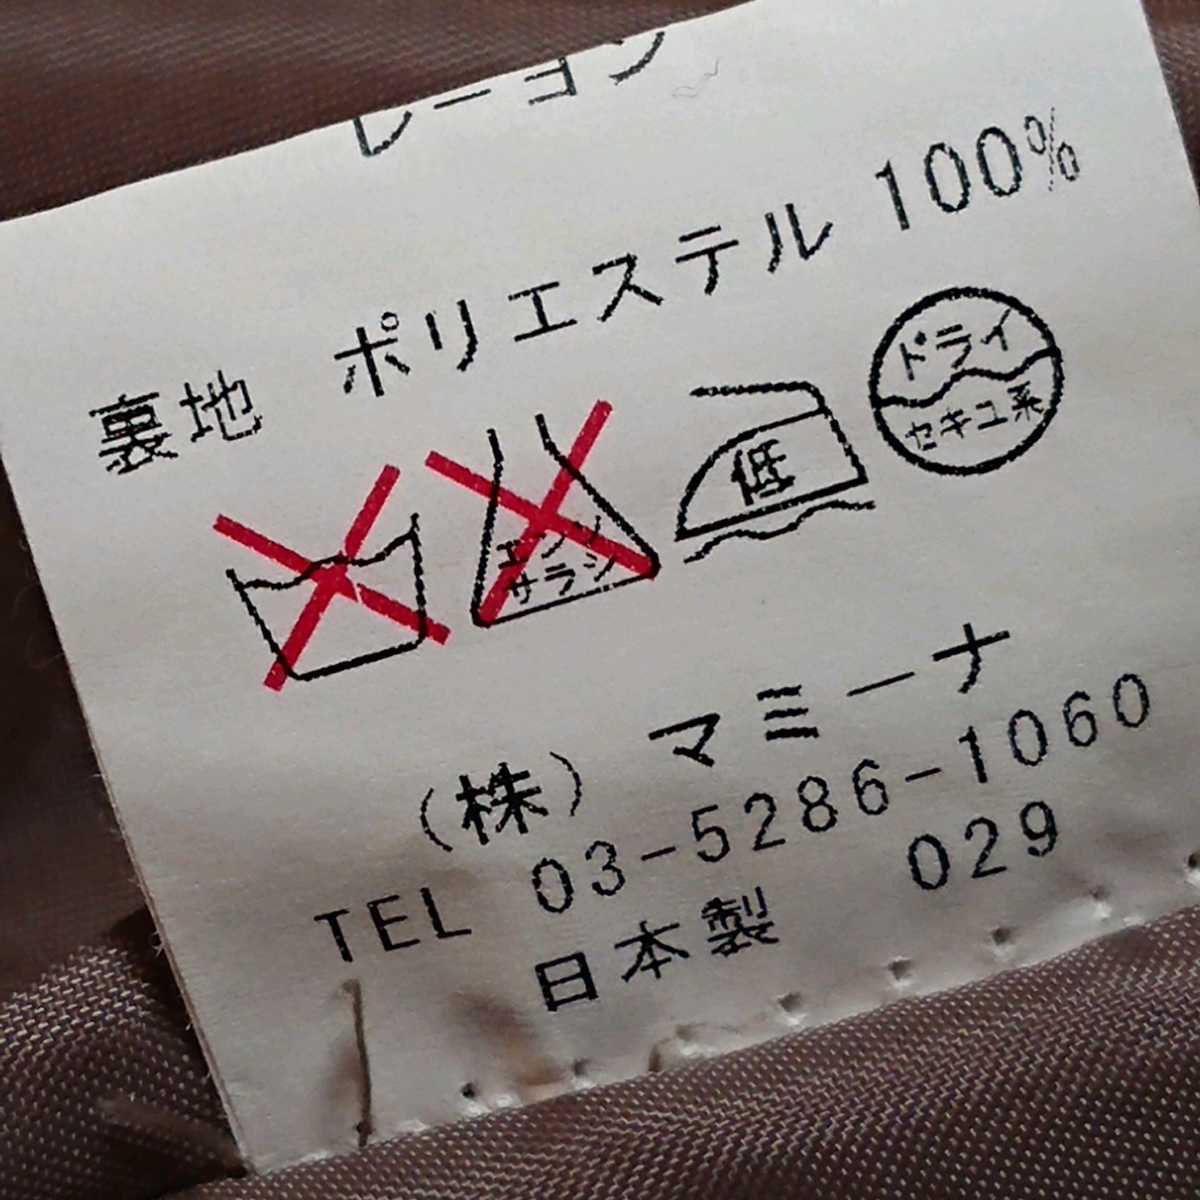 レーヨン
裏地 ポリエステル 100%
エンソ
サラシ
低
ドライ
セキユ系
(株) マミーナ
TEL 03-5286-1060
日本製 029